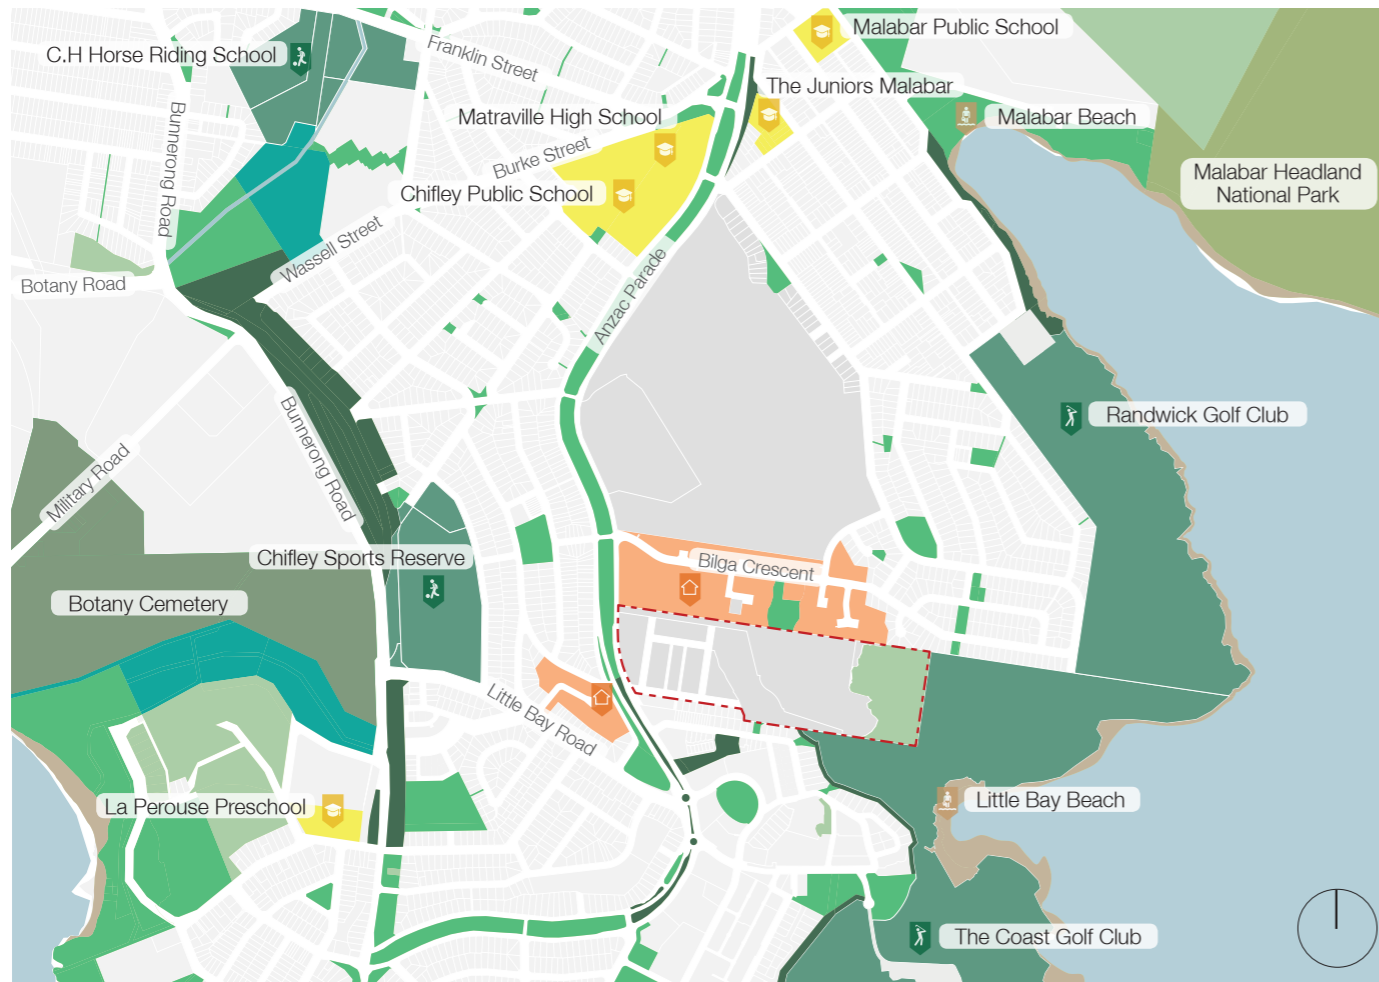 Malabar Public School
C.H Horse Riding School
Franklin Street
The Juniors Malabar
Matraville High School
Malabar Beach
Bunnerong Road
Burke Street
Malabar Headland
National Park
Chifley Public School
Wassell Street
Botany Road
Anzac Parade
Randwick Golf Club
Bunnerong Road
Military Road
Chifley Sports Reserve
Bilga Crescent
Botany Cemetery
Little Bay Road
La Perouse Preschool
Little Bay Beach
The Coast Golf Club